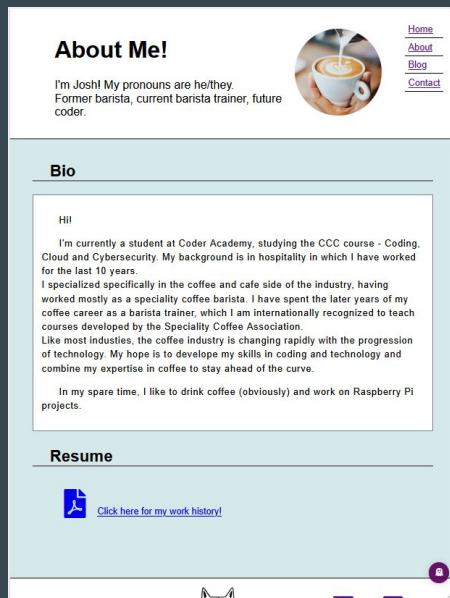 About Me!
I'm Josh! My pronouns are he/they.
Former barista, current barista trainer, future
coder.
Home
About
Blog
Contact
Bio
Hi!
I'm currently a student at Coder Academy, studying the CCC course - Coding,
Cloud and Cybersecurity. My background is in hospitality in which I have worked
for the last 10 years.
I specialized specifically in the coffee and cafe side of the industry, having
worked mostly as a speciality coffee barista. I have spent the later years of my
coffee career as a barista trainer, which I am internationally recognized to teach
courses developed by the Speciality Coffee Association.
Like most industies, the coffee industry is changing rapidly with the progression
of technology. My hope is to develope my skills in coding and technology and
combine my expertise in coffee to stay ahead of the curve.
In my spare time, I like to drink coffee (obviously) and work on Raspberry Pi
projects.
Resume
Click here for my work history!